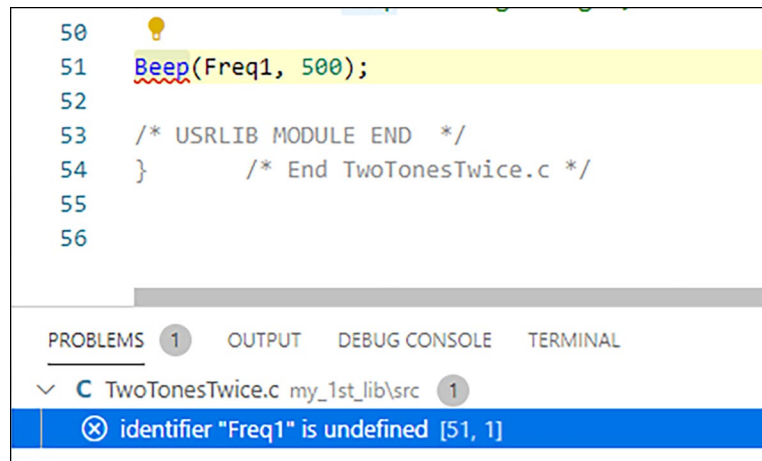 50
51 Beep(Freq1, 500);
52
53 /* USRLIB MODULE END  */
54 }       /* End TwoTonesTwice.c */
55
56
PROBLEMS 1 OUTPUT DEBUG CONSOLE TERMINAL
C TwoTonesTwice.c my_1st_lib\src 1
identifier "Freq1" is undefined [51, 1]